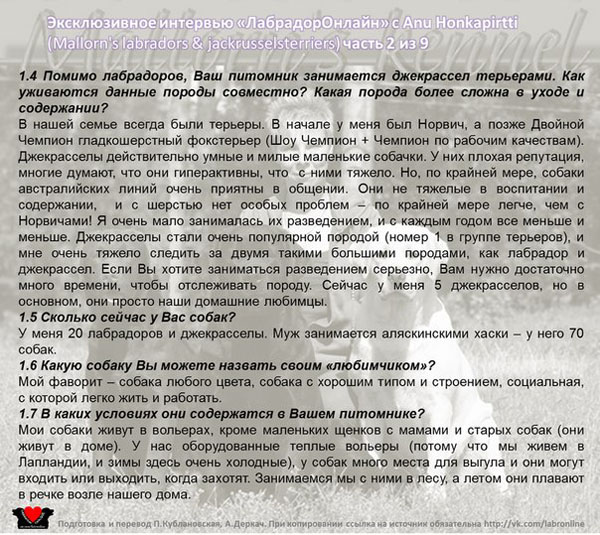 Эксклюзивное интервью «ЛабрадорОнлайн» с Anu Honkapirtti
(Mallorn's labradors & jackrusselsterriers) часть 2 из 9
Mallorn's kennel
1.4 Помимо лабрадоров, Ваш питомник занимается джекрассел терьерами. Как
уживаются данные породы совместно? Какая порода более сложна в уходе и
содержании?
В нашей семье всегда были терьеры. В начале у меня был Норвич, а позже Двойной
Чемпион гладкошерстный фокстерьер (Шоу Чемпион + Чемпион по рабочим качествам).
Джекрасселы действительно умные и милые маленькие собачки. У них плохая репутация,
многие думают, что они гиперактивны, что с ними тяжело. Но, по крайней мере, собаки
австралийских линий очень приятны в общении. Они не тяжелые в воспитании и
содержании, и с шерстью нет особых проблем – по крайней мере легче, чем с
Норвичами! Я очень мало занималась их разведением, и с каждым годом все меньше и
меньше. Джекрасселы стали очень популярной породой (номер 1 в группе терьеров), и
мне очень тяжело следить за двумя такими большими породами, как лабрадор и
джекрассел. Если Вы хотите заниматься разведением серьезно, Вам нужно достаточно
много времени, чтобы отслеживать породу. Сейчас у меня 5 джекрасселов, но в
основном, они просто наши домашние любимцы.
1.5 Сколько сейчас у Вас собак?
У меня 20 лабрадоров и джекрасселы. Муж занимается аляскинскими хаски – у него 70
собак.
1.6 Какую собаку Вы можете назвать своим «любимчиком»?
Мой фаворит – собака любого цвета, собака с хорошим типом и строением, социальная,
с которой легко жить и работать.
1.7 В каких условиях они содержатся в Вашем питомнике?
Мои собаки живут в вольерах, кроме маленьких щенков с мамами и старых собак (они
живут в доме). У нас оборудованные теплые вольеры (потому что мы живем в
Лапландии, и зимы здесь очень холодные), у собак много места для выгула и они могут
входить или выходить, когда захотят. Занимаемся мы с ними в лесу, а летом они плавают
в речке возле нашего дома.
Подготовка и перевод П.Кублановская, А.Деркач. При копировании ссылка на источник обязательна http://vk.com/labronline